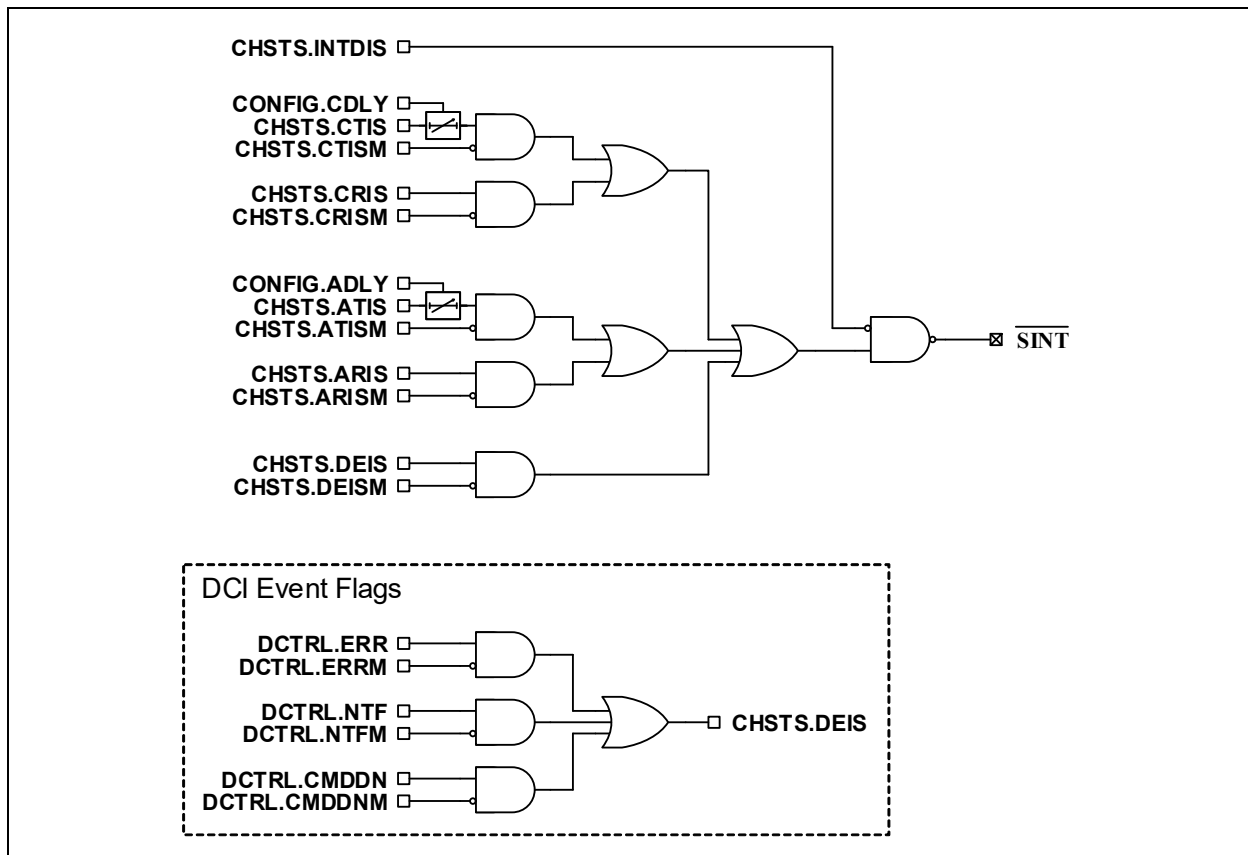 CHSTS.INTDIS
CONFIG.CDLY
CHSTS.CTIS
CHSTS.CTISM
CHSTS.CRIS
CHSTS.CRISM
CONFIG.ADLY
CHSTS.ATIS
CHSTS.ATISM
SINT
CHSTS.ARIS
CHSTS.ARISM
CHSTS.DEIS
CHSTS.DEISM
DCI Event Flags
DCTRL.ERR
DCTRL.ERRM
DCTRL.NTF
CHSTS.DEIS
DCTRL.NTFM
DCTRL.CMDDN
DCTRL.CMDDNM